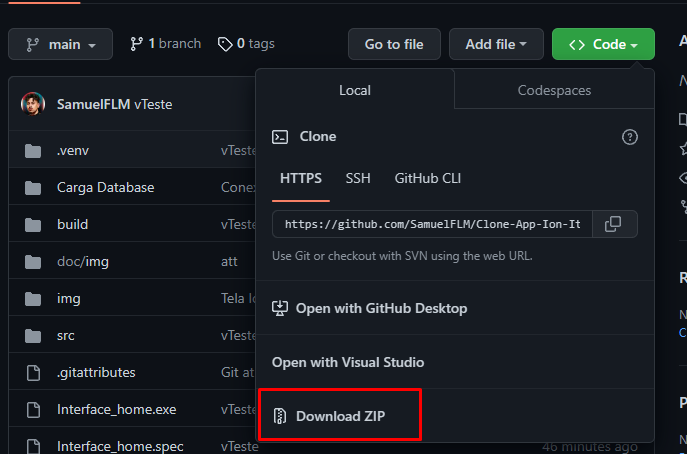 main
1 branch
0 tags
Go to file
Add file
Code
Local
Codespaces
SamuelFLM vTeste
Clone
.venv
vTeste
HTTPS
SSH
GitHub CLI
Carga Database
build
vTeste
https://github.com/SamuelFLM/Clone-App-Ion-It
Use Git or checkout with SVN using the web URL.
doc/img
att
img
Tela
Open with GitHub Desktop
src
vTeste
Open with Visual Studio
.gitattributes
Git
Interface_home.exe
vTeste
Download ZIP
Interface_home.spec
vTeste
46 minutes ago